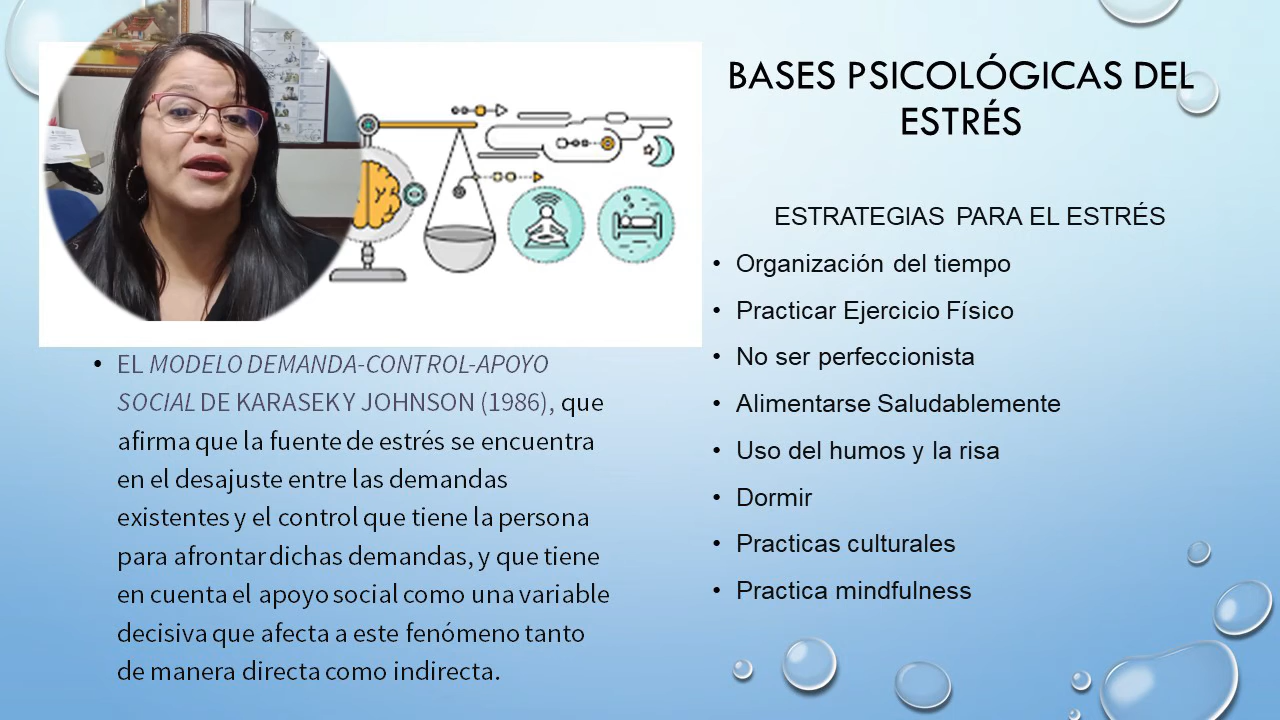 BASES PSICOLÓGICAS DEL
ESTRÉS
EL MODELO DEMANDA-CONTROL-APOYO
SOCIAL DE KARASEK Y JOHNSON (1986), que
afirma que la fuente de estrés se encuentra
en el desajuste entre las demandas
existentes y el control que tiene la persona
para afrontar dichas demandas, y que tiene
en cuenta el apoyo social como una variable
decisiva que afecta a este fenómeno tanto
de manera directa como indirecta.
ESTRATEGIAS PARA EL ESTRÉS
• Organización del tiempo
• Practicar Ejercicio Físico
• No ser perfeccionista
• Alimentarse Saludablemente
• Uso del humos y la risa
• Dormir
• Practicas culturales
• Practica mindfulness